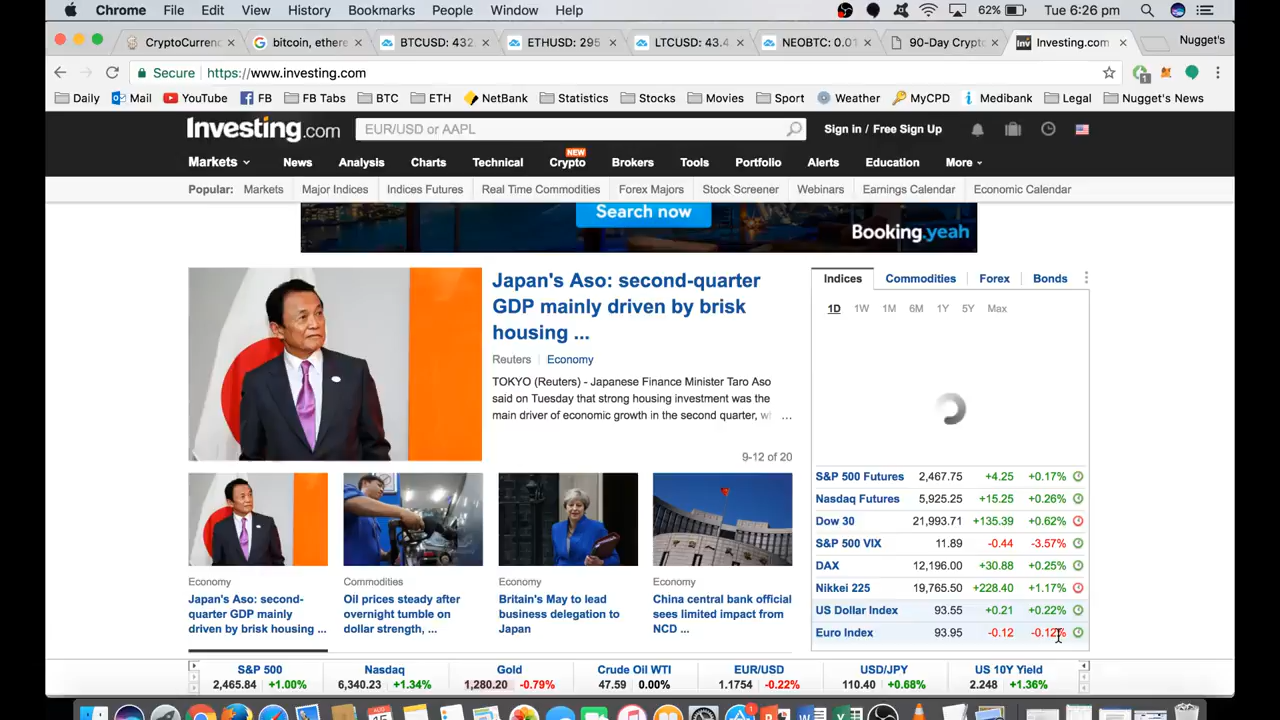 Chrome File Edit View History Bookmarks People Window Help 62% Tue 6:26 pm
CryptoCurrenc × bitcoin, ethere × BTCUSD: 432. × ETHUSD: 295 × LTCUSD: 43.4 × NEOBTC: 0.01 × 90-Day Crypto × Investing.com × Nugget's
Secure https://www.investing.com
Daily Mail YouTube FB FB Tabs BTC ETH NetBank Statistics Stocks Movies Sport Weather MyCPD Medibank Legal Nugget's News
Investing.com EUR/USD or AAPL Sign in / Free Sign Up
NEW
Markets News Analysis Charts Technical Crypto Brokers Tools Portfolio Alerts Education More
Popular: Markets Major Indices Indices Futures Real Time Commodities Forex Majors Stock Screener Webinars Earnings Calendar Economic Calendar
Search now
Booking.yeah
Japan's Aso: second-quarter
GDP mainly driven by brisk
housing ...
Reuters Economy
TOKYO (Reuters) - Japanese Finance Minister Taro Aso
said on Tuesday that strong housing investment was the
main driver of economic growth in the second quarter, w ...
9-12 of 20
Economy
Japan's Aso: second-
quarter GDP mainly
driven by brisk housing ...
Commodities
Oil prices steady after
overnight tumble on
dollar strength, ...
Economy
Britain's May to lead
business delegation to
Japan
Economy
China central bank official
sees limited impact from
NCD ...
Indices Commodities Forex Bonds
1D 1W 1M 6M 1Y 5Y Max
S&P 500 Futures 2,467.75 +4.25 +0.17%
Nasdaq Futures 5,925.25 +15.25 +0.26%
Dow 30 21,993.71 +135.39 +0.62%
S&P 500 VIX 11.89 -0.44 -3.57%
DAX 12,196.00 +30.88 +0.25%
Nikkei 225 19,765.50 +228.40 +1.17%
US Dollar Index 93.55 +0.21 +0.22%
Euro Index 93.95 -0.12 -0.12%
S&P 500 Nasdaq Gold Crude Oil WTI EUR/USD USD/JPY US 10Y Yield
2,465.84 +1.00% 6,340.23 +1.34% 1,280.20 -0.79% 47.59 0.00% 1.1754 -0.22% 110.40 +0.68% 2.248 +1.36%